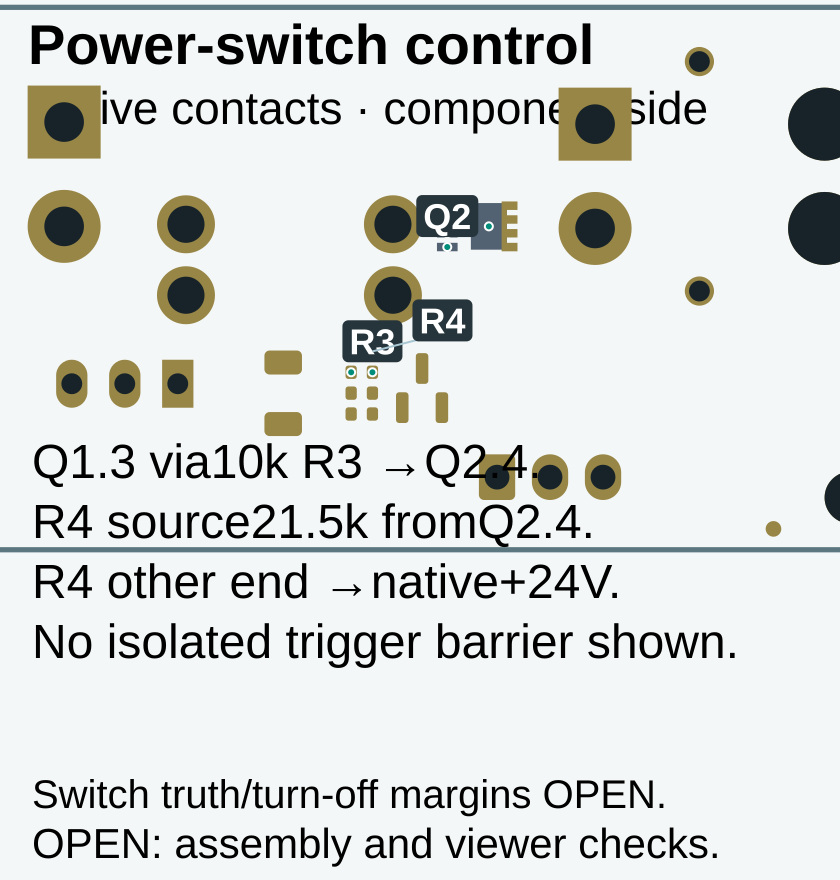 Power-switch control
ive contacts · compone side
Q2
R4
R3
Q1.3 via10k R3 →Q2.4.
R4 source21.5k fromQ2.4.
R4 other end →native+24V.
No isolated trigger barrier shown.
Switch truth/turn-off margins OPEN.
OPEN: assembly and viewer checks.